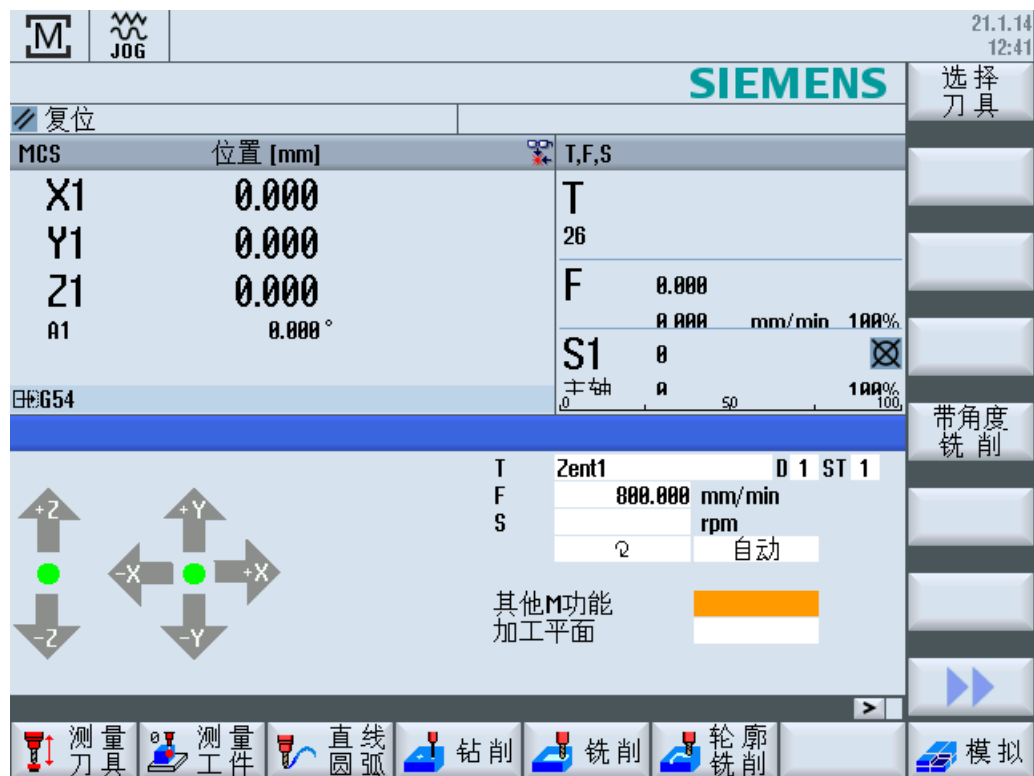 M
JOG
21.1.14
12:41
SIEMENS
选择
刀具
复位
MCS 位置 [mm]
T,F,S
X1 0.000
Y1 0.000
Z1 0.000
A1 0.000 °
G54
T
26
F 0.000
0.000 mm/min 100%
S1 0
主轴 0 100%
0 50 100
带角度
铣削
T Zent1 D 1 ST 1
F 800.000 mm/min
S rpm
自动
其他M功能
加工平面
+Z
+Y
-X
+X
-Z
-Y
>
测量
刀具
测量
工件
直线
圆弧
钻削
铣削
轮廓
铣削
模拟